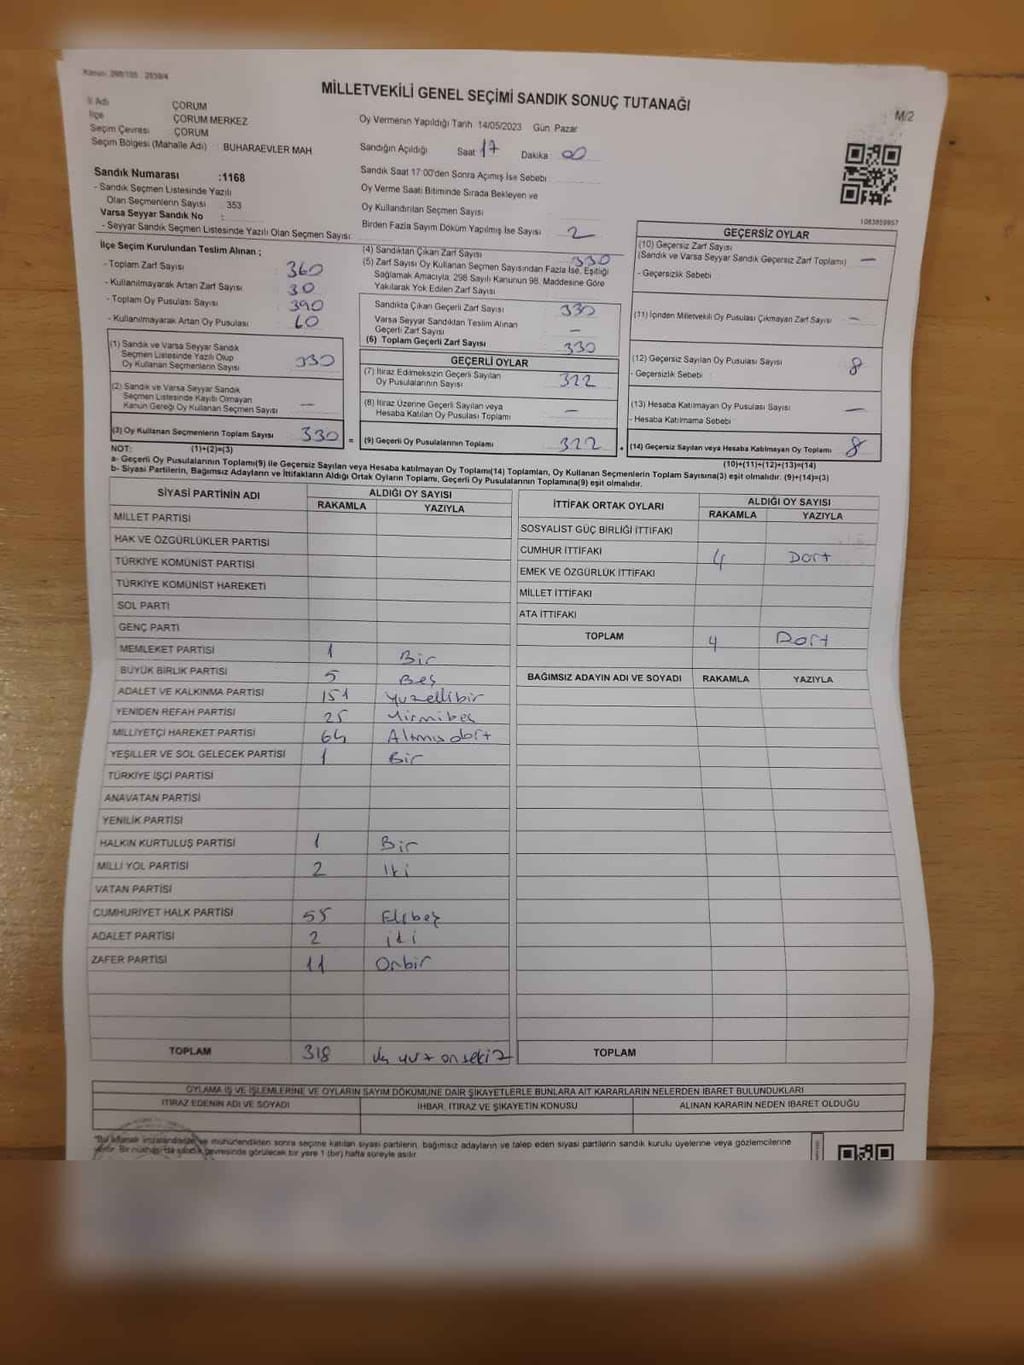 Kanun: 298/105 2839/4
MİLLETVEKİLİ GENEL SEÇİMİ SANDIK SONUÇ TUTANAĞI
M/2
İl Adı ÇORUM
İlçe ÇORUM MERKEZ
Seçim Çevresi ÇORUM
Seçim Bölgesi (Mahalle Adı) BUHARAEVLER MAH
Sandık Numarası :1168
- Sandık Seçmen Listesinde Yazılı
Olan Seçmenlerin Sayısı 353
Varsa Seyyar Sandık No :
- Seyyar Sandık Seçmen Listesinde Yazılı Olan Seçmen Sayısı:
Oy Vermenin Yapıldığı Tarih 14/05/2023 Gün Pazar
Sandığın Açıldığı Saat 17 Dakika 00
Sandık Saat 17:00'den Sonra Açımış İse Sebebi
Oy Verme Saati Bitiminde Sırada Bekleyen ve
Oy Kullandırılan Seçmen Sayısı
Birden Fazla Sayım Döküm Yapılmış İse Sayısı 2
1083859957
İlçe Seçim Kurulundan Teslim Alınan ;
- Toplam Zarf Sayısı 360
- Kullanılmayarak Artan Zarf Sayısı 30
- Toplam Oy Pusulası Sayısı 390
- Kullanılmayarak Artan Oy Pusulası 60
(1) Sandık ve Varsa Seyyar Sandık
Seçmen Listesinde Yazılı Olup
Oy Kullanan Seçmenlerin Sayısı 330
(2) Sandık ve Varsa Seyyar Sandık
Seçmen Listesinde Kayıtlı Olmayan
Kanun Gereği Oy Kullanan Seçmen Sayısı —
(3) Oy Kullanan Seçmenlerin Toplam Sayısı 330 =
(4) Sandıktan Çıkan Zarf Sayısı 330
(5) Zarf Sayısı Oy Kullanan Seçmen Sayısından Fazla İse, Eşitliği
Sağlamak Amacıyla, 298 Sayılı Kanunun 98. Maddesine Göre
Yakılarak Yok Edilen Zarf Sayısı
Sandıkta Çıkan Geçerli Zarf Sayısı 330
Varsa Seyyar Sandıktan Teslim Alınan
Geçerli Zarf Sayısı —
(6) Toplam Geçerli Zarf Sayısı 330
GEÇERLİ OYLAR
(7) İtiraz Edilmeksizin Geçerli Sayılan
Oy Pusulalarının Sayısı 322
(8) İtiraz Üzerine Geçerli Sayılan veya
Hesaba Katılan Oy Pusulası Toplamı —
(9) Geçerli Oy Pusulalarının Toplamı 322 +
GEÇERSİZ OYLAR
(10) Geçersiz Zarf Sayısı
(Sandık ve Varsa Seyyar Sandık Geçersiz Zarf Toplamı) —
- Geçersizlik Sebebi
(11) İçinden Milletvekili Oy Pusulası Çıkmayan Zarf Sayısı —
(12) Geçersiz Sayılan Oy Pusulası Sayısı 8
- Geçersizlik Sebebi
(13) Hesaba Katılmayan Oy Pusulası Sayısı —
- Hesaba Katılmama Sebebi
(14) Geçersiz Sayılan veya Hesaba Katılmayan Oy Toplamı 8
NOT: (1)+(2)=(3) (10)+(11)+(12)+(13)=(14)
a- Geçerli Oy Pusulalarının Toplamı(9) ile Geçersiz Sayılan veya Hesaba katılmayan Oy Toplamı(14) Toplamları, Oy Kullanan Seçmenlerin Toplam Sayısına(3) eşit olmalıdır. (9)+(14)=(3)
b- Siyasi Partilerin, Bağımsız Adayların ve İttifakların Aldığı Ortak Oyların Toplamı, Geçerli Oy Pusulalarının Toplamına(9) eşit olmalıdır.
SİYASİ PARTİNİN ADI ALDIĞI OY SAYISI
RAKAMLA YAZIYLA
MİLLET PARTİSİ
HAK VE ÖZGÜRLÜKLER PARTİSİ
TÜRKİYE KOMÜNİST PARTİSİ
TÜRKİYE KOMÜNİST HAREKETİ
SOL PARTİ
GENÇ PARTİ
MEMLEKET PARTİSİ 1 Bir
BÜYÜK BİRLİK PARTİSİ 5 Beş
ADALET VE KALKINMA PARTİSİ 151 Yüzellibir
YENİDEN REFAH PARTİSİ 25 Yirmibeş
MİLLİYETÇİ HAREKET PARTİSİ 64 Altmış dört
YEŞİLLER VE SOL GELECEK PARTİSİ 1 Bir
TÜRKİYE İŞÇİ PARTİSİ
ANAVATAN PARTİSİ
YENİLİK PARTİSİ
HALKIN KURTULUŞ PARTİSİ 1 Bir
MİLLİ YOL PARTİSİ 2 İki
VATAN PARTİSİ
CUMHURİYET HALK PARTİSİ 55 Ellibeş
ADALET PARTİSİ 2 iki
ZAFER PARTİSİ 11 Onbir
TOPLAM 318 üç yüz onsekiz
İTTİFAK ORTAK OYLARI ALDIĞI OY SAYISI
RAKAMLA YAZIYLA
SOSYALİST GÜÇ BİRLİĞİ İTTİFAKI
CUMHUR İTTİFAKI 4 Dört
EMEK VE ÖZGÜRLÜK İTTİFAKI
MİLLET İTTİFAKI
ATA İTTİFAKI
TOPLAM 4 Dört
BAĞIMSIZ ADAYIN ADI VE SOYADI RAKAMLA YAZIYLA
TOPLAM
OYLAMA İŞ VE İŞLEMLERİNE VE OYLARIN SAYIM DÖKÜMÜNE DAİR ŞİKAYETLERLE BUNLARA AİT KARARLARIN NELERDEN İBARET BULUNDUKLARI
İTİRAZ EDENİN ADI VE SOYADI İHBAR, İTİRAZ VE ŞİKAYETİN KONUSU ALINAN KARARIN NEDEN İBARET OLDUĞU
mühürlendikten sonra seçime katılan siyasi partilerin, bağımsız adayların ve talep eden siyasi partilerin sandık kurulu üyelerine veya gözlemcilerine
verilir. Bir nüshası da sandık çevresinde görülecek bir yere 1 (bir) hafta süreyle asılır.